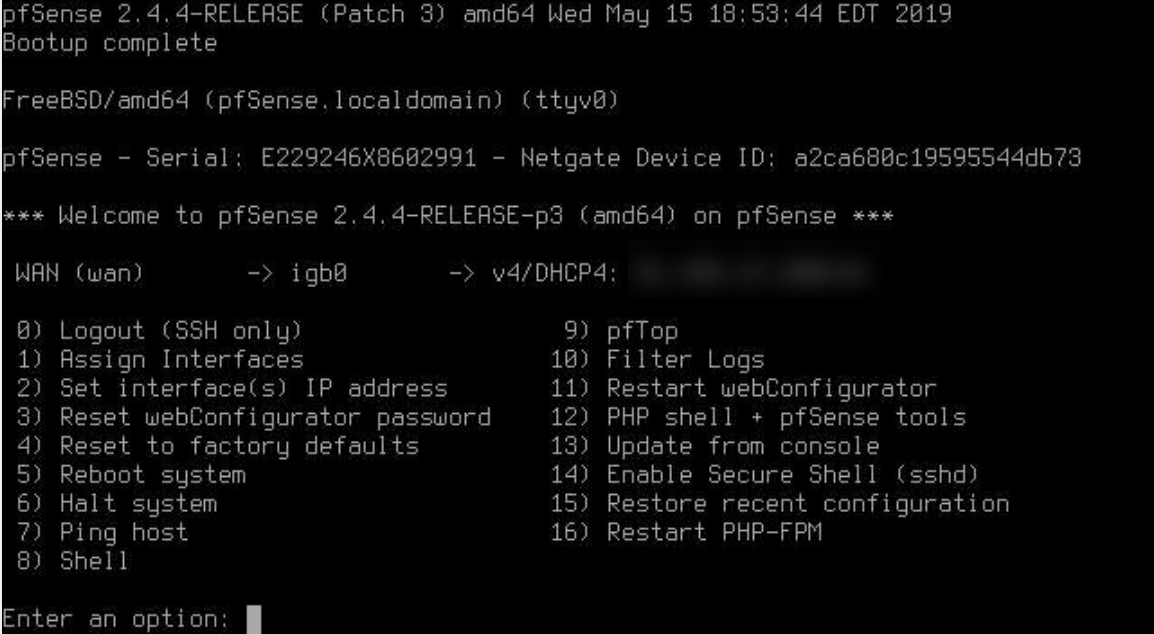 pfSense 2.4.4-RELEASE (Patch 3) amd64 Wed May 15 18:53:44 EDT 2019
Bootup complete
FreeBSD/amd64 (pfSense.localdomain) (ttyv0)
pfSense - Serial: E229246X8602991 - Netgate Device ID: a2ca680c19595544db73
*** Welcome to pfSense 2.4.4-RELEASE-p3 (amd64) on pfSense ***
WAN (wan) -> igb0 -> v4/DHCP4:
0) Logout (SSH only) 9) pfTop
1) Assign Interfaces 10) Filter Logs
2) Set interface(s) IP address 11) Restart webConfigurator
3) Reset webConfigurator password 12) PHP shell + pfSense tools
4) Reset to factory defaults 13) Update from console
5) Reboot system 14) Enable Secure Shell (sshd)
6) Halt system 15) Restore recent configuration
7) Ping host 16) Restart PHP-FPM
8) Shell
Enter an option: